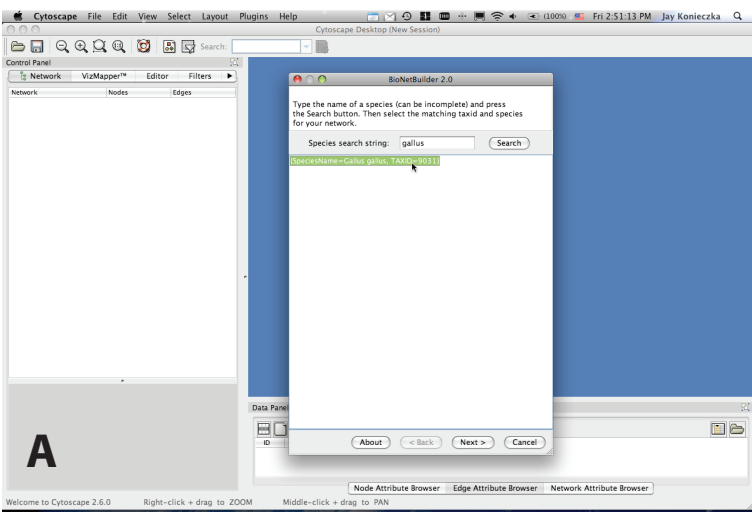 Cytoscape File Edit View Select Layout Plugins Help (100%) Fri 2:51:13 PM Jay Konieczka
Cytoscape Desktop (New Session)
Search:
Control Panel
Network VizMapper™ Editor Filters
Network Nodes Edges
BioNetBuilder 2.0
Type the name of a species (can be incomplete) and press
the Search button. Then select the matching taxid and species
for your network.
Species search string: gallus Search
{SpeciesName=Gallus gallus, TAXID=9031}
Data Panel
ID
About < Back Next > Cancel
A
Node Attribute Browser Edge Attribute Browser Network Attribute Browser
Welcome to Cytoscape 2.6.0 Right-click + drag to ZOOM Middle-click + drag to PAN